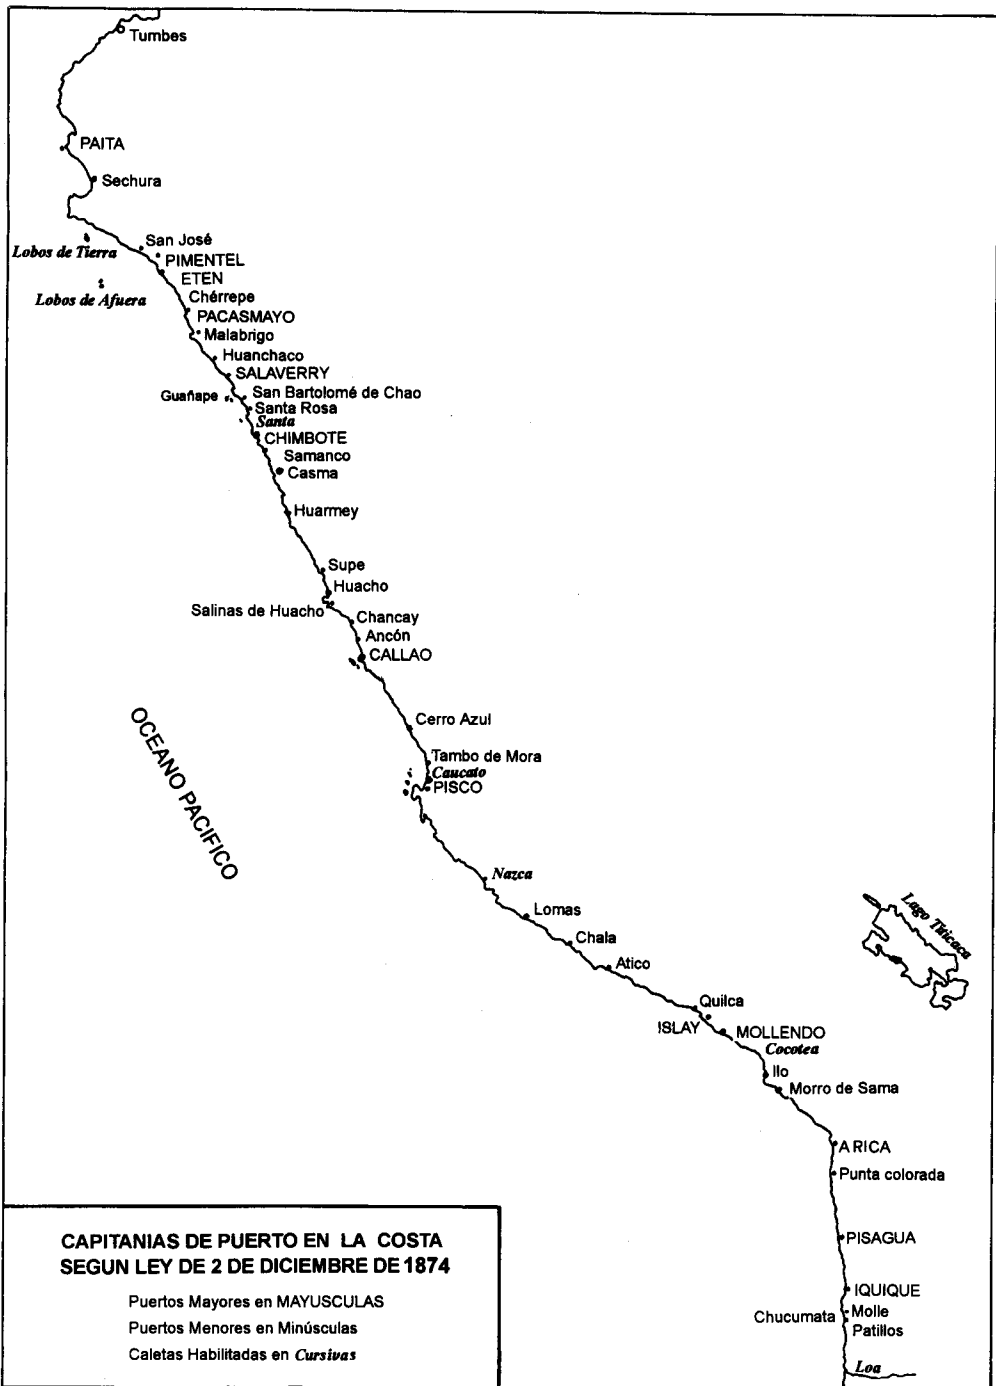 Tumbes
PAITA
Sechura
Lobos de Tierra
San José
PIMENTEL
ETEN
Lobos de Afuera
Chérrepe
PACASMAYO
Malabrigo
Huanchaco
SALAVERRY
Guañape
San Bartolomé de Chao
Santa Rosa
Santa
CHIMBOTE
Samanco
Casma
Huarmey
Supe
Huacho
Salinas de Huacho
Chancay
Ancón
CALLAO
OCEANO PACIFICO
Cerro Azul
Tambo de Mora
Caucato
PISCO
Nazca
Lomas
Chala
Atico
Lago Titicaca
Quilca
ISLAY
MOLLENDO
Cocotea
Ilo
Morro de Sama
ARICA
Punta colorada
PISAGUA
IQUIQUE
Molle
Chucumata
Patillos
Loa
CAPITANIAS DE PUERTO EN LA COSTA
SEGUN LEY DE 2 DE DICIEMBRE DE 1874
Puertos Mayores en MAYUSCULAS
Puertos Menores en Minúsculas
Caletas Habilitadas en Cursivas